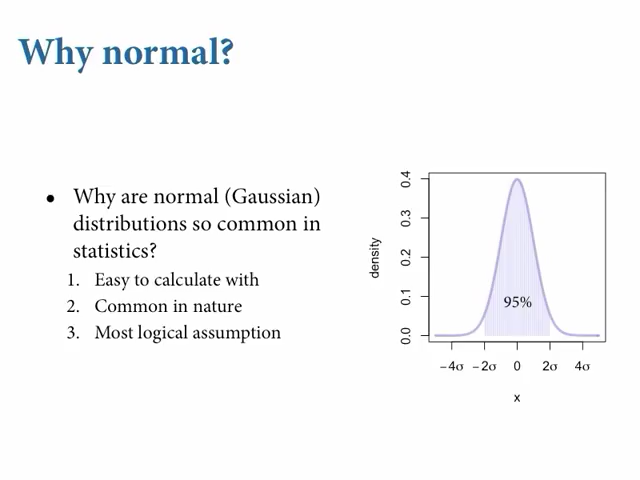 Why normal?
• Why are normal (Gaussian)
distributions so common in
statistics?
1. Easy to calculate with
2. Common in nature
3. Most logical assumption
density
0.4
0.3
0.2
0.1
0.0
95%
−4σ −2σ 0 2σ 4σ
x